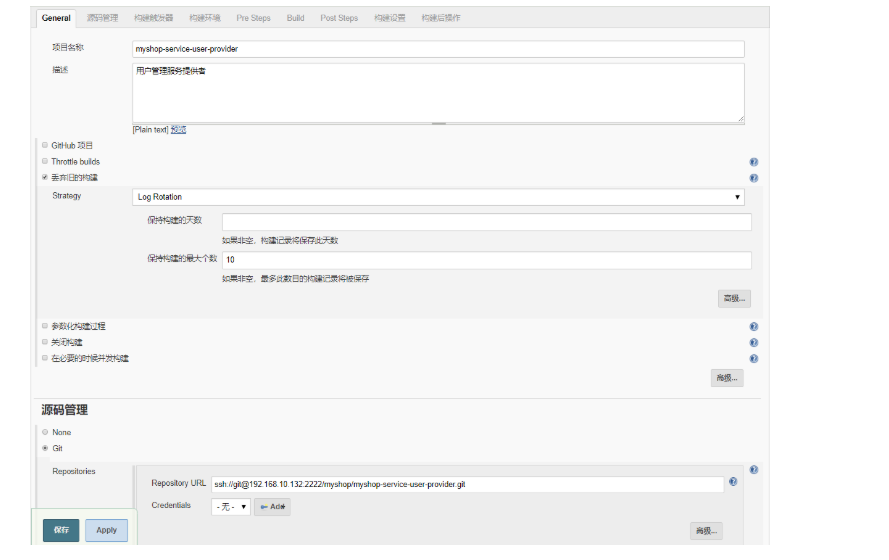 General 源码管理 构建触发器 构建环境 Pre Steps Build Post Steps 构建设置 构建后操作
项目名称 myshop-service-user-provider
描述 用户管理服务提供者
[Plain text] 预览
GitHub 项目
Throttle builds
丢弃旧的构建
Strategy Log Rotation
保持构建的天数
如果非空，构建记录将保存此天数
保持构建的最大个数 10
如果非空，最多此数目的构建记录将被保存
高级...
参数化构建过程
关闭构建
在必要的时候并发构建
高级...
源码管理
None
Git
Repositories
Repository URL ssh://git@192.168.10.132:2222/myshop/myshop-service-user-provider.git
Credentials - 无 - Add
高级...
保存 Apply